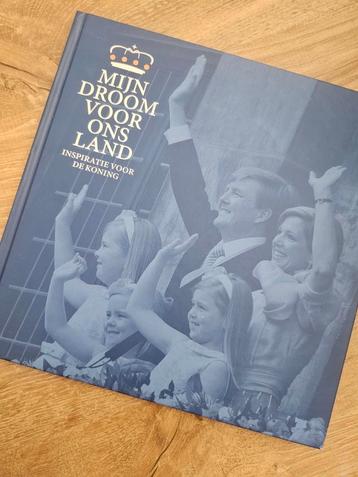 MIJN
DROOM
VOOR
ONS
LAND
INSPIRATIE VOOR
DE KONING